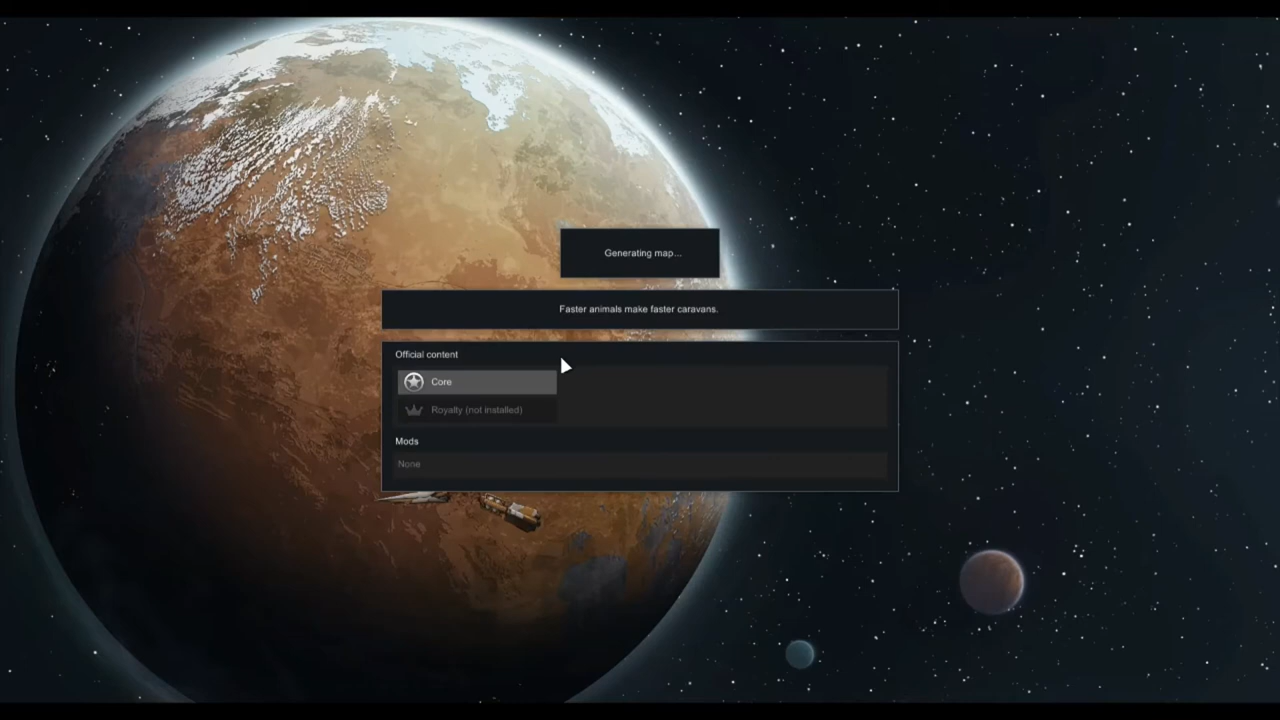 Generating map...
Faster animals make faster caravans.
Official content
Core
Royalty (not installed)
Mods
None